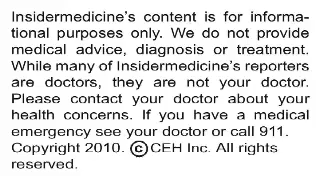 Insidermedicine's content is for informa-
tional purposes only. We do not provide
medical advice, diagnosis or treatment.
While many of Insidermedicine's reporters
are doctors, they are not your doctor.
Please contact your doctor about your
health concerns. If you have a medical
emergency see your doctor or call 911.
Copyright 2010. © CEH Inc. All rights
reserved.